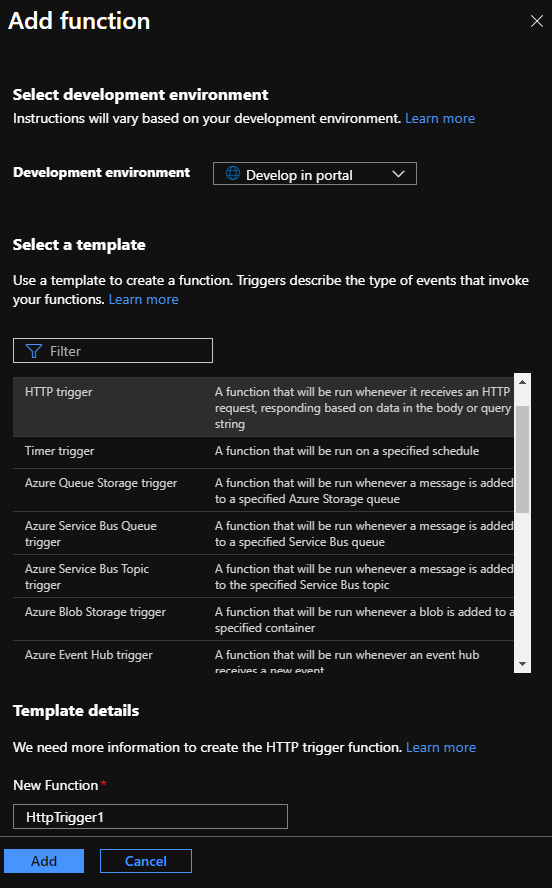 Add function
Select development environment
Instructions will vary based on your development environment. Learn more
Development environment
Develop in portal
Select a template
Use a template to create a function. Triggers describe the type of events that invoke
your functions. Learn more
Filter
HTTP trigger
A function that will be run whenever it receives an HTTP
request, responding based on data in the body or query
string
Timer trigger
A function that will be run on a specified schedule
Azure Queue Storage trigger
A function that will be run whenever a message is added
to a specified Azure Storage queue
Azure Service Bus Queue
trigger
A function that will be run whenever a message is added
to a specified Service Bus queue
Azure Service Bus Topic
trigger
A function that will be run whenever a message is added
to the specified Service Bus topic
Azure Blob Storage trigger
A function that will be run whenever a blob is added to a
specified container
Azure Event Hub trigger
A function that will be run whenever an event hub
receives a new event
Template details
We need more information to create the HTTP trigger function. Learn more
New Function*
HttpTrigger1
Add
Cancel